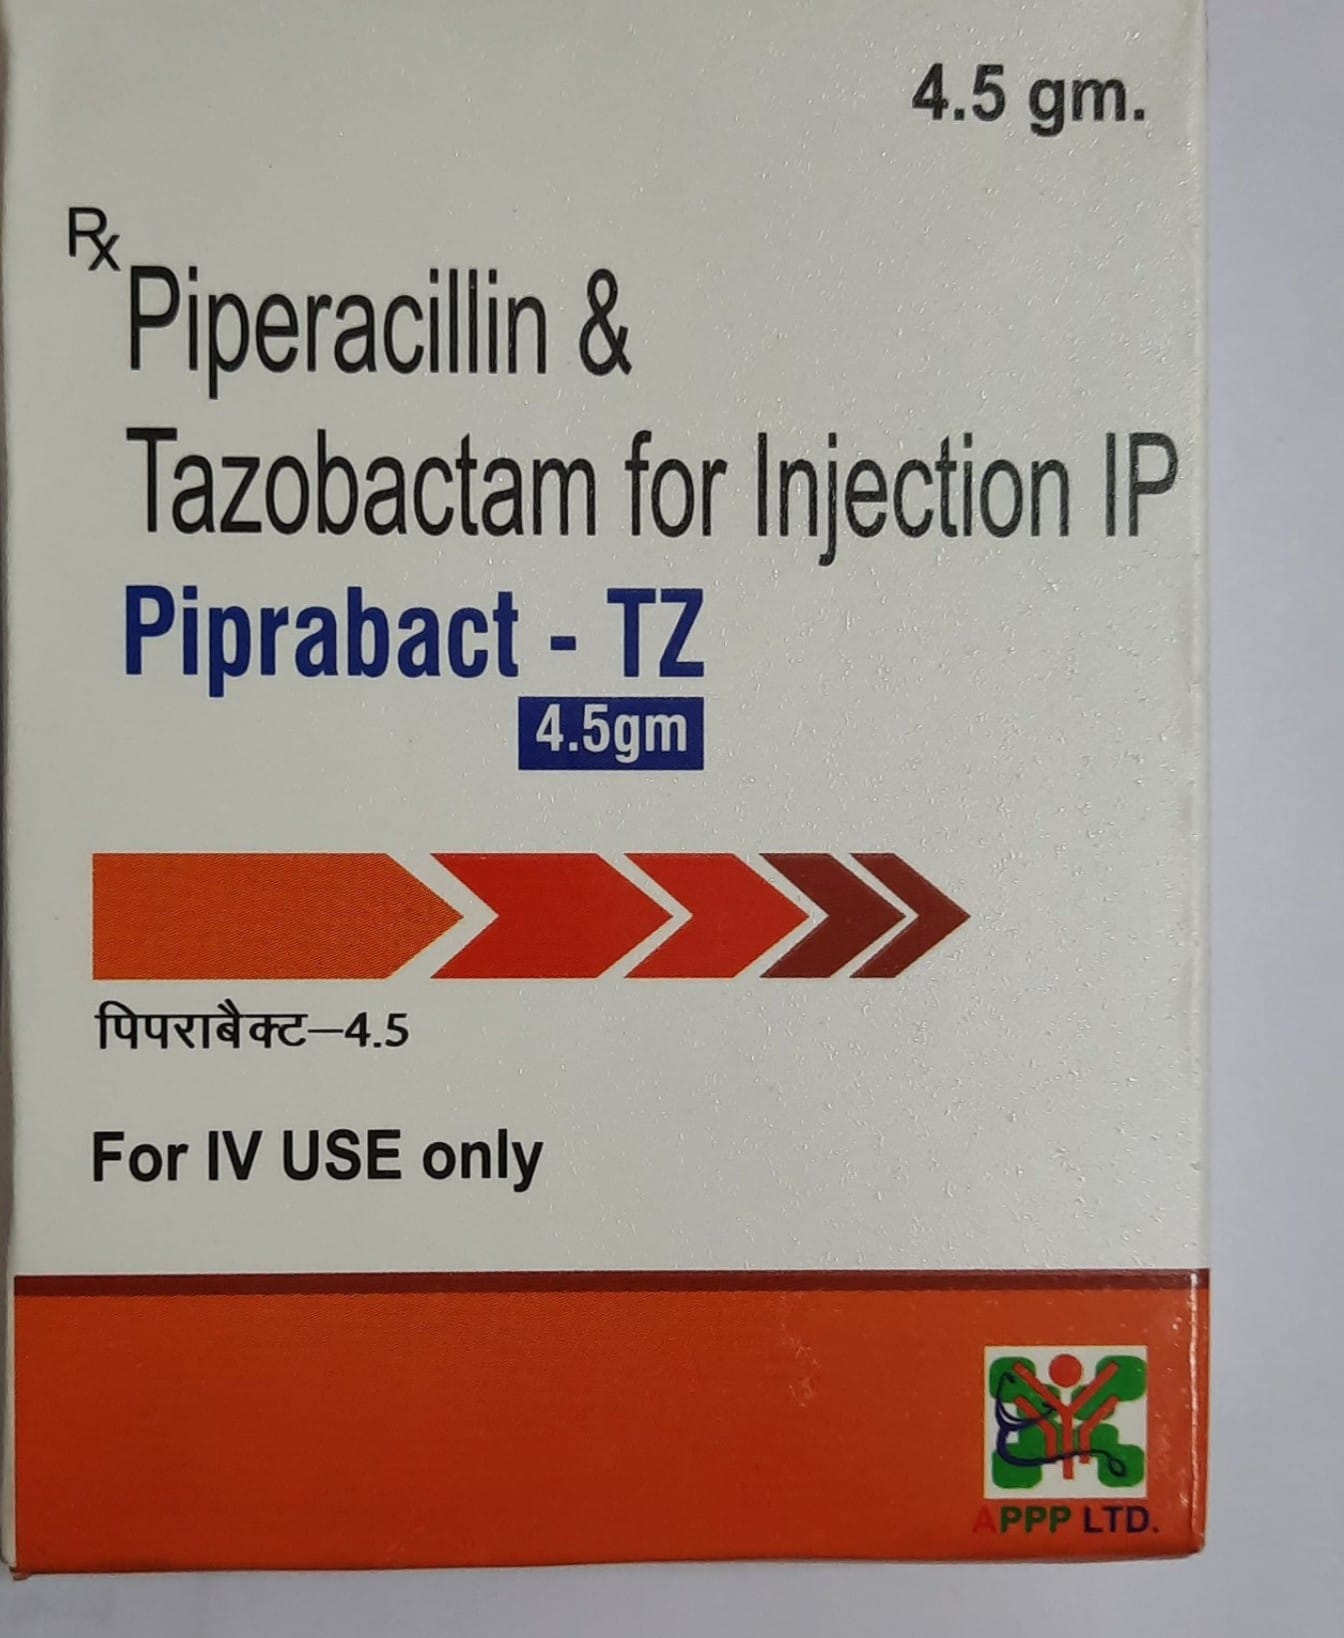 4.5 gm.
Rx
Piperacillin &
Tazobactam for Injection IP
Piprabact - TZ
4.5gm
पिपराबैक्ट–4.5
For IV USE only
APPP LTD.